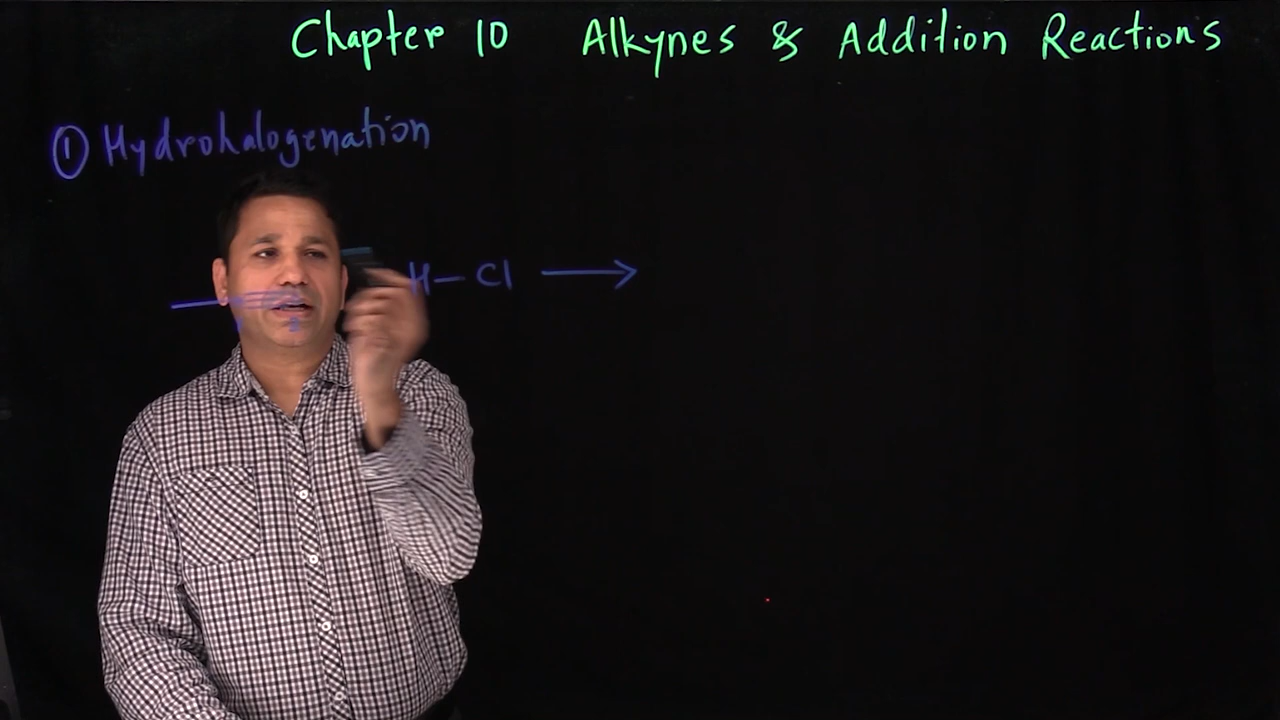 Chapter 10 Alkynes & Addition Reactions
① Hydrohalogenation
H—Cl ⟶